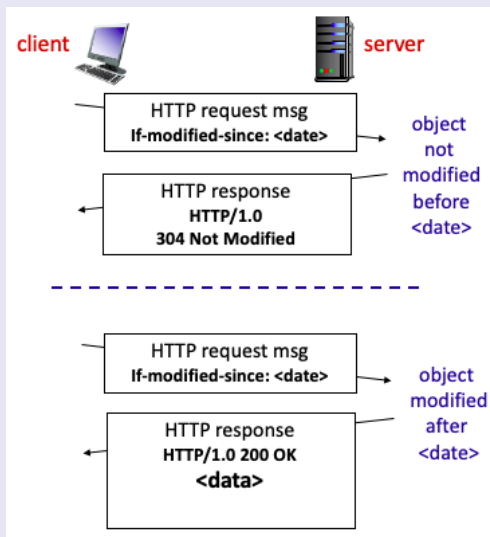 client
server
HTTP request msg
If-modified-since: <date>
object
not
modified
before
<date>
HTTP response
HTTP/1.0
304 Not Modified
HTTP request msg
If-modified-since: <date>
object
modified
after
<date>
HTTP response
HTTP/1.0 200 OK
<data>